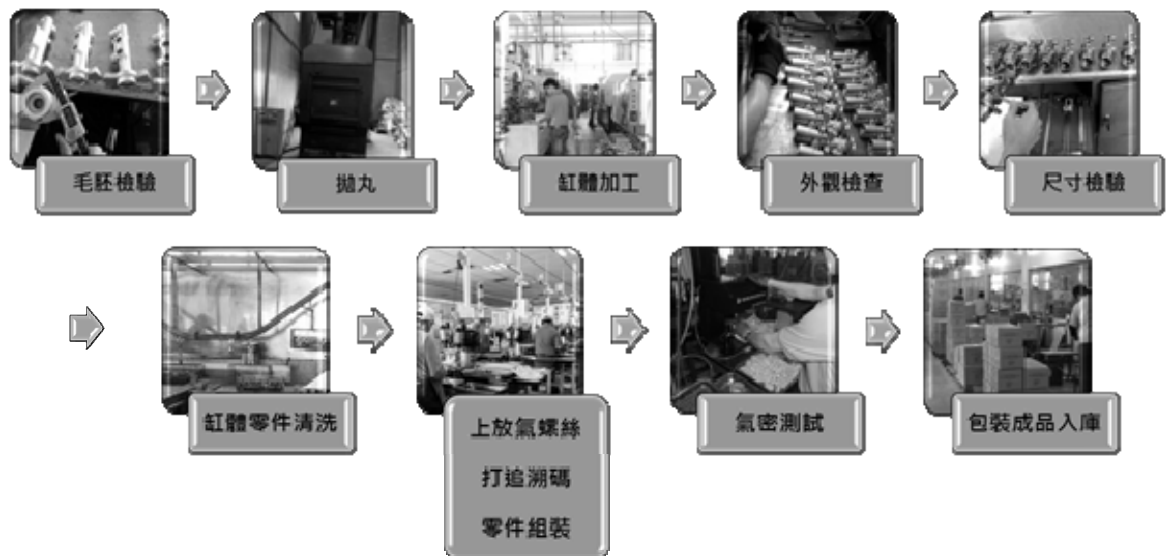 毛胚檢驗
拋丸
缸體加工
外觀檢查
尺寸檢驗
缸體零件清洗
上放氣螺絲
打追溯碼
零件組裝
氣密測試
包裝成品入庫